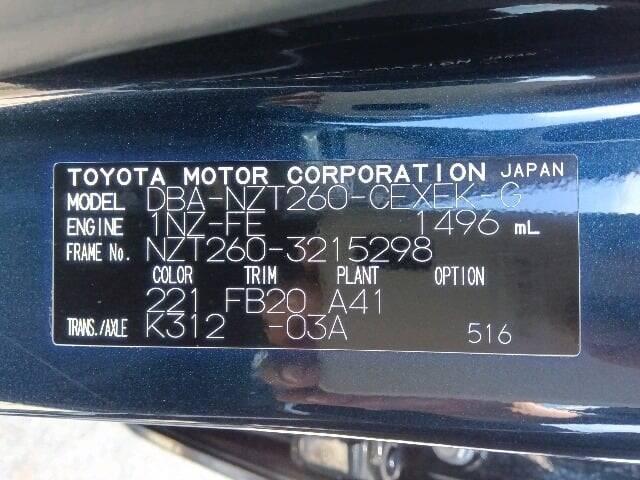 TOYOTA MOTOR CORPORATION JAPAN
MODEL DBA-NZT260-CEXEK G
ENGINE 1NZ-FE 1496 mL
FRAME No. NZT260-3215298
COLOR TRIM PLANT OPTION
221 FB20 A41
TRANS./AXLE K312 -03A 516